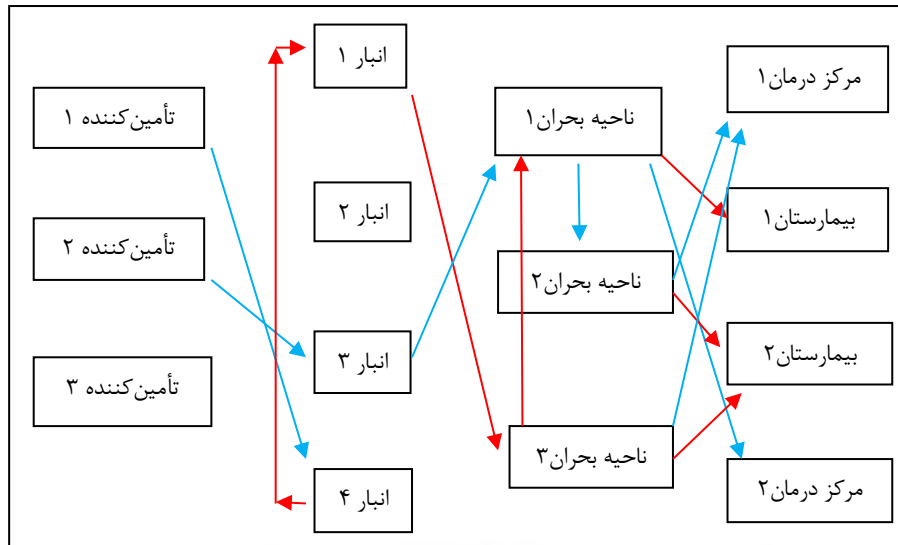 انبار ۱
مرکز درمان۱
تأمین‌کننده ۱
ناحیه بحران۱
انبار ۲
بیمارستان۱
تأمین‌کننده ۲
ناحیه بحران۲
انبار ۳
بیمارستان۲
تأمین‌کننده ۳
ناحیه بحران۳
انبار ۴
مرکز درمان۲